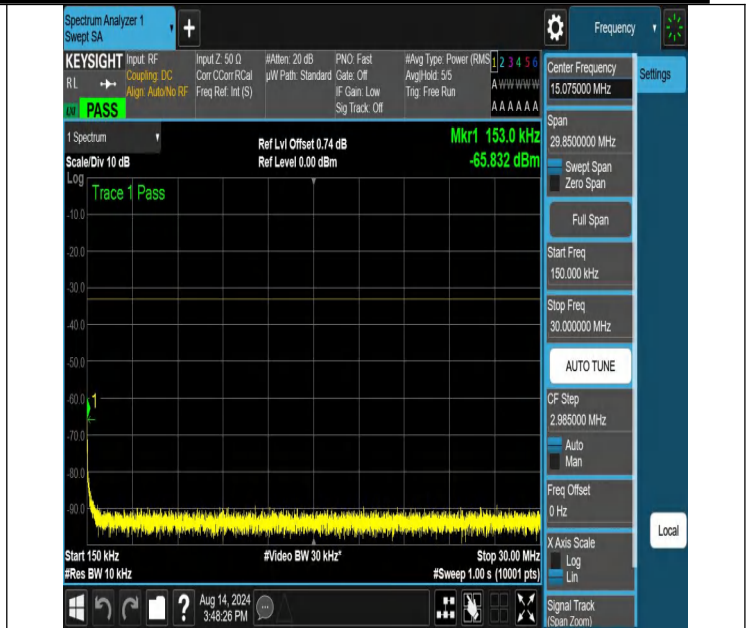 Spectrum Analyzer 1
Swept SA
+
Frequency
KEYSIGHT
RL
PASS
Input: RF
Coupling: DC
Align: Auto/No RF
Input Z: 50 Ω
Corr CCorr RCal
Freq Ref: Int (S)
#Atten: 20 dB
µW Path: Standard
PNO: Fast
Gate: Off
IF Gain: Low
Sig Track: Off
#Avg Type: Power (RMS
Avg|Hold: 5/5
Trig: Free Run
1 2 3 4 5 6
A W W W W W
A A A A A A
1 Spectrum
Scale/Div 10 dB
Ref Lvl Offset 0.74 dB
Ref Level 0.00 dBm
Mkr1 153.0 kHz
-65.832 dBm
Log
Trace 1 Pass
-10.0
-20.0
-30.0
-40.0
-50.0
-60.0
1
-70.0
-80.0
-90.0
Start 150 kHz
#Res BW 10 kHz
#Video BW 30 kHz*
Stop 30.00 MHz
#Sweep 1.00 s (10001 pts)
?
Aug 14, 2024
3:48:26 PM
Center Frequency
15.075000 MHz
Settings
Span
29.8500000 MHz
Swept Span
Zero Span
Full Span
Start Freq
150.000 kHz
Stop Freq
30.000000 MHz
AUTO TUNE
CF Step
2.985000 MHz
Auto
Man
Freq Offset
0 Hz
Local
X Axis Scale
Log
Lin
Signal Track
(Span Zoom)